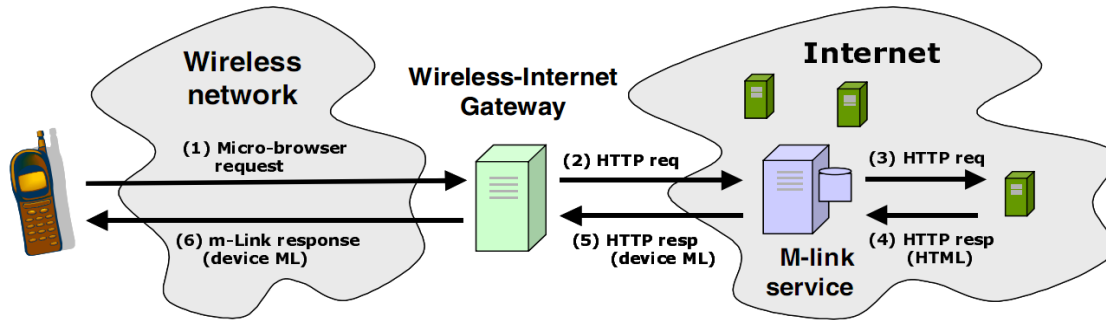 Wireless
network
Wireless-Internet
Gateway
Internet
(1) Micro-browser
request
(2) HTTP req
(3) HTTP req
(6) m-Link response
(device ML)
(5) HTTP resp
(device ML)
(4) HTTP resp
(HTML)
M-link
service